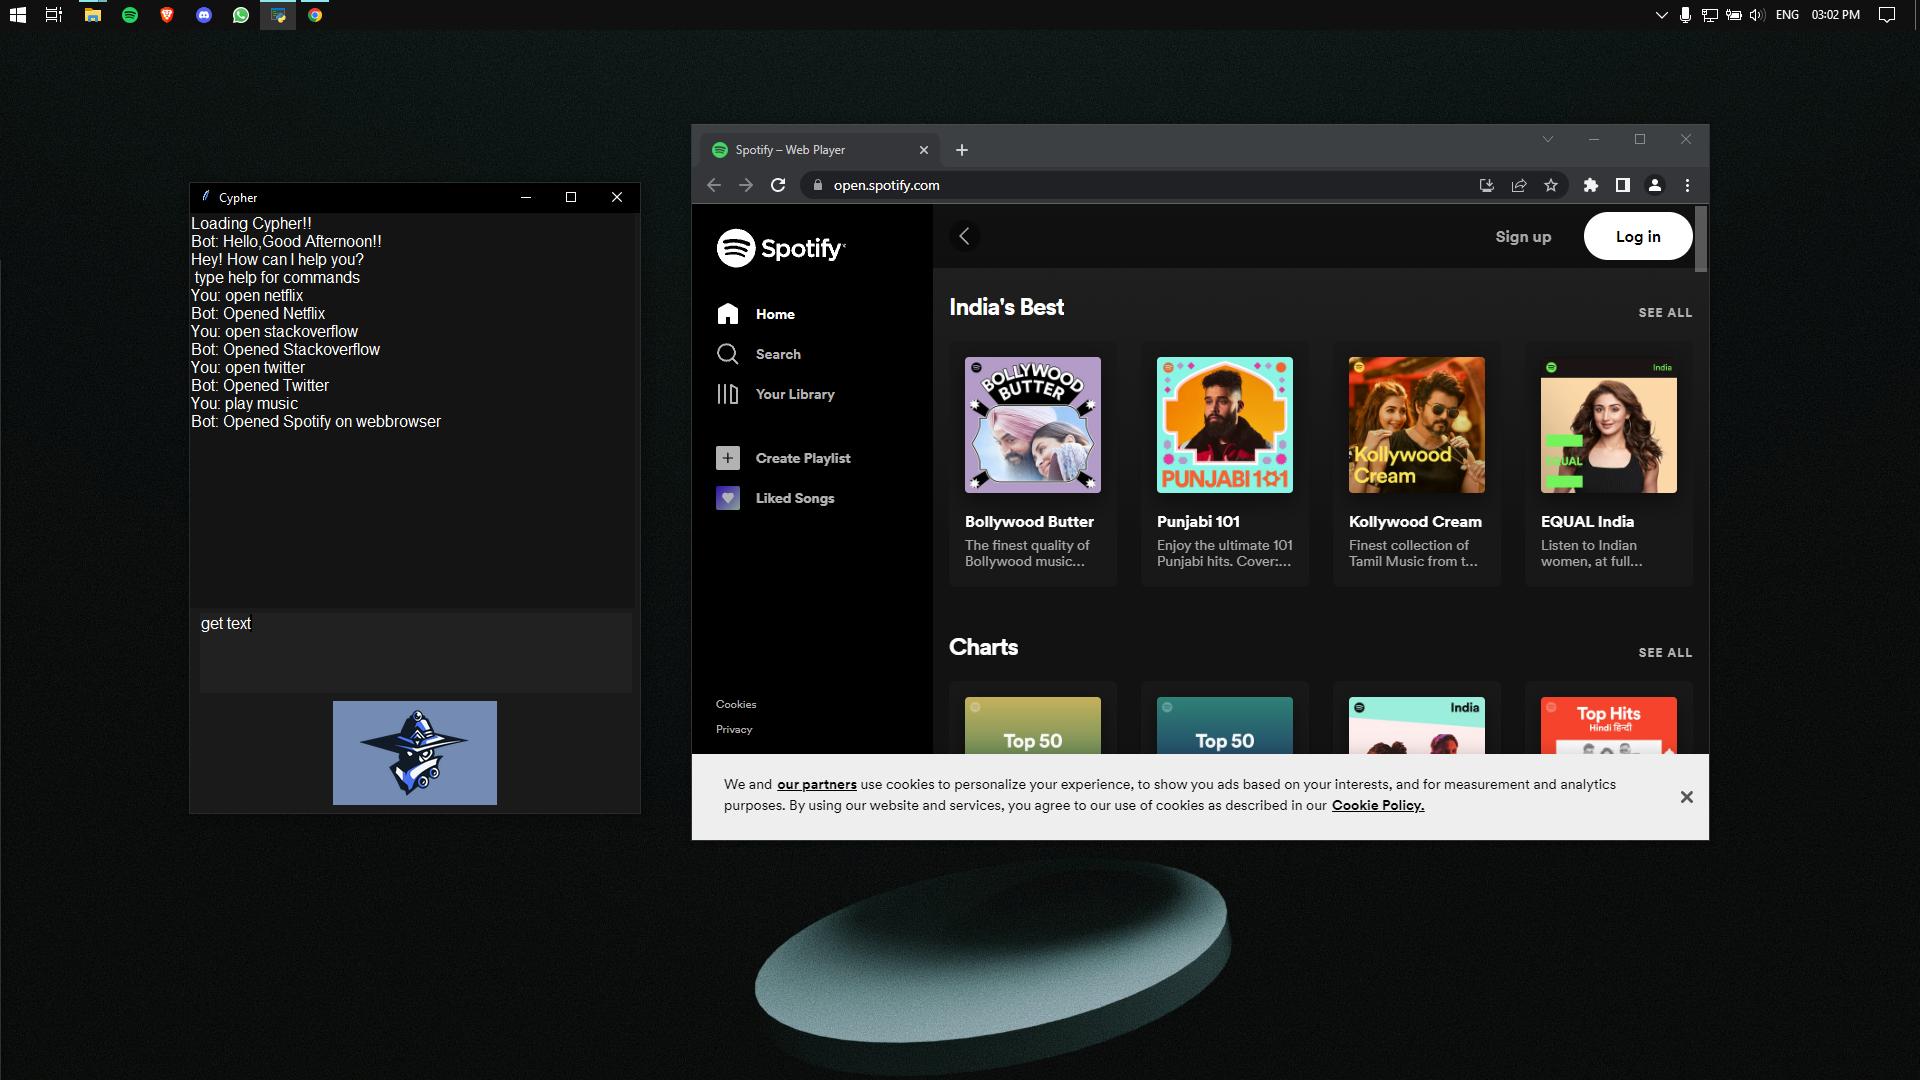 ENG
03:02 PM
Cypher
Loading Cypher!!
Bot: Hello,Good Afternoon!!
Hey! How can I help you?
type help for commands
You: open netflix
Bot: Opened Netflix
You: open stackoverflow
Bot: Opened Stackoverflow
You: open twitter
Bot: Opened Twitter
You: play music
Bot: Opened Spotify on webbrowser
get text
Spotify – Web Player
open.spotify.com
Spotify
Home
Search
Your Library
Create Playlist
Liked Songs
Cookies
Privacy
Sign up
Log in
India's Best
SEE ALL
BOLLYWOOD
BUTTER
PUNJABI 101
Kollywood
Cream
India
EQUAL
Bollywood Butter
The finest quality of
Bollywood music...
Punjabi 101
Enjoy the ultimate 101
Punjabi hits. Cover:...
Kollywood Cream
Finest collection of
Tamil Music from t...
EQUAL India
Listen to Indian
women, at full...
Charts
SEE ALL
Top 50
Top 50
India
Top Hits
Hindi हिन्दी
We and our partners use cookies to personalize your experience, to show you ads based on your interests, and for measurement and analytics
purposes. By using our website and services, you agree to our use of cookies as described in our Cookie Policy.